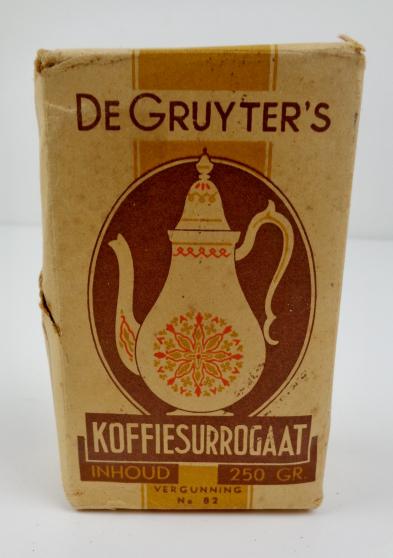 DE GRUYTER'S
KOFFIESURROGAAT
INHOUD 250 GR.
VERGUNNING
No 82